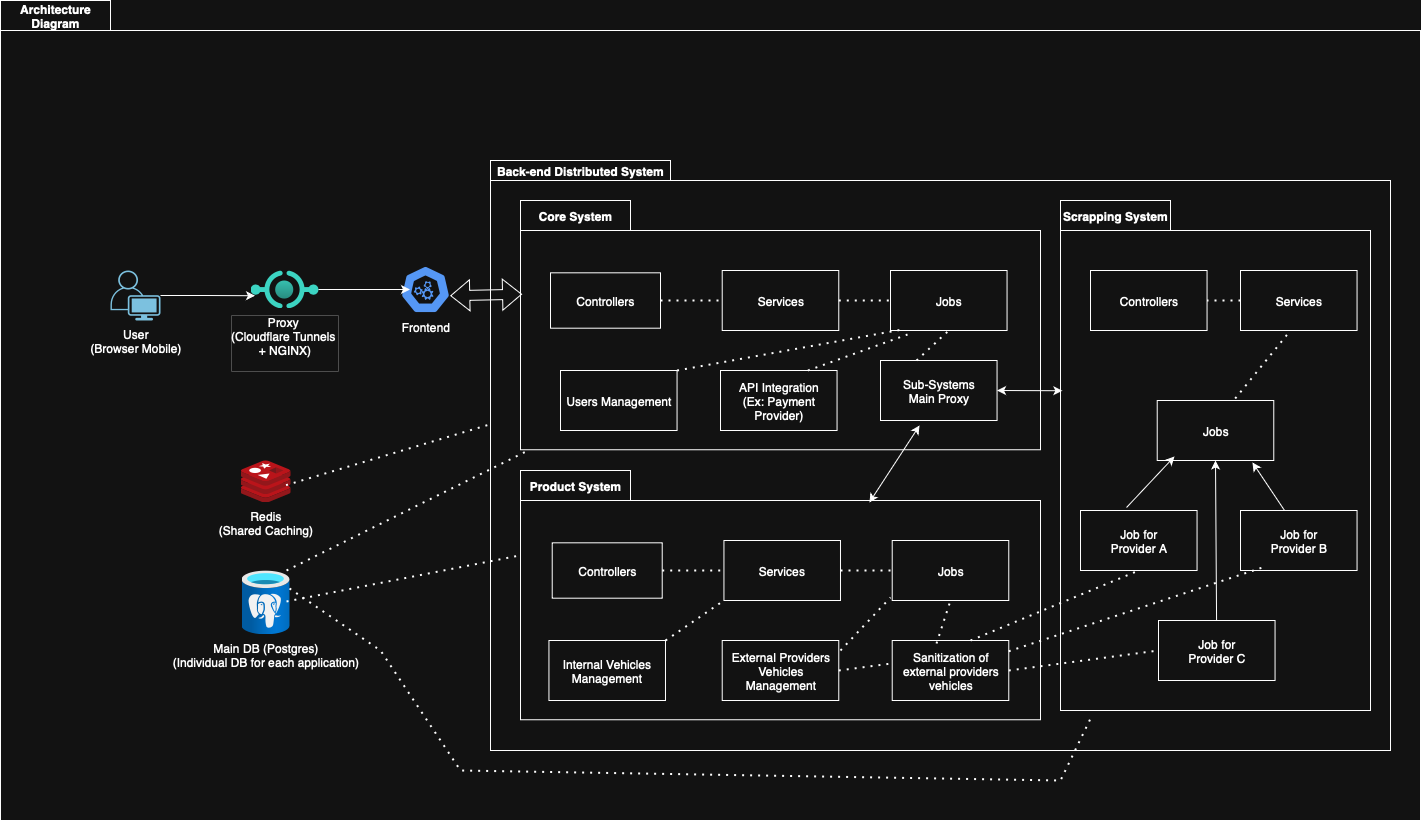 Architecture
Diagram
Back-end Distributed System
Core System
Scrapping System
Controllers
Services
Jobs
Controllers
Services
User
(Browser Mobile)
Proxy
(Cloudflare Tunnels
+ NGINX)
Frontend
Users Management
API Integration
(Ex: Payment
Provider)
Sub-Systems
Main Proxy
Jobs
Redis
(Shared Caching)
Product System
Job for
Provider A
Job for
Provider B
Controllers
Services
Jobs
Main DB (Postgres)
(Individual DB for each application)
Internal Vehicles
Management
External Providers
Vehicles
Management
Sanitization of
external providers
vehicles
Job for
Provider C